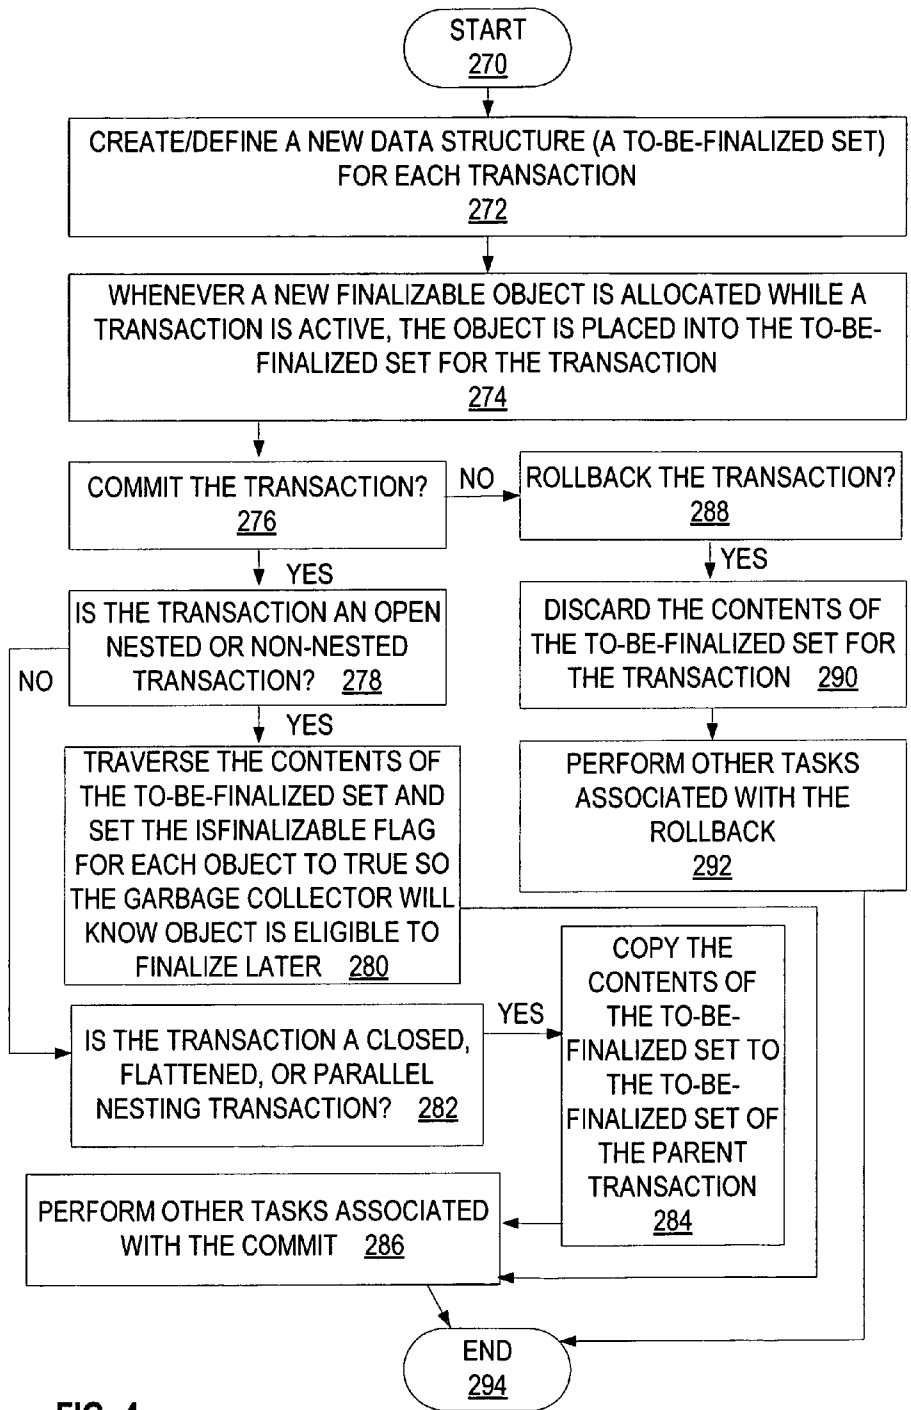 START
270
CREATE/DEFINE A NEW DATA STRUCTURE (A TO-BE-FINALIZED SET)
FOR EACH TRANSACTION
272
WHENEVER A NEW FINALIZABLE OBJECT IS ALLOCATED WHILE A
TRANSACTION IS ACTIVE, THE OBJECT IS PLACED INTO THE TO-BE-
FINALIZED SET FOR THE TRANSACTION
274
COMMIT THE TRANSACTION?
276
NO
ROLLBACK THE TRANSACTION?
288
YES
YES
IS THE TRANSACTION AN OPEN
NESTED OR NON-NESTED
TRANSACTION? 278
NO
DISCARD THE CONTENTS OF
THE TO-BE-FINALIZED SET FOR
THE TRANSACTION 290
YES
TRAVERSE THE CONTENTS OF
THE TO-BE-FINALIZED SET AND
SET THE ISFINALIZABLE FLAG
FOR EACH OBJECT TO TRUE SO
THE GARBAGE COLLECTOR WILL
KNOW OBJECT IS ELIGIBLE TO
FINALIZE LATER 280
PERFORM OTHER TASKS
ASSOCIATED WITH THE
ROLLBACK
292
IS THE TRANSACTION A CLOSED,
FLATTENED, OR PARALLEL
NESTING TRANSACTION? 282
YES
COPY THE
CONTENTS OF
THE TO-BE-
FINALIZED SET TO
THE TO-BE-
FINALIZED SET OF
THE PARENT
TRANSACTION
284
PERFORM OTHER TASKS ASSOCIATED
WITH THE COMMIT 286
END
294
FIG. 4